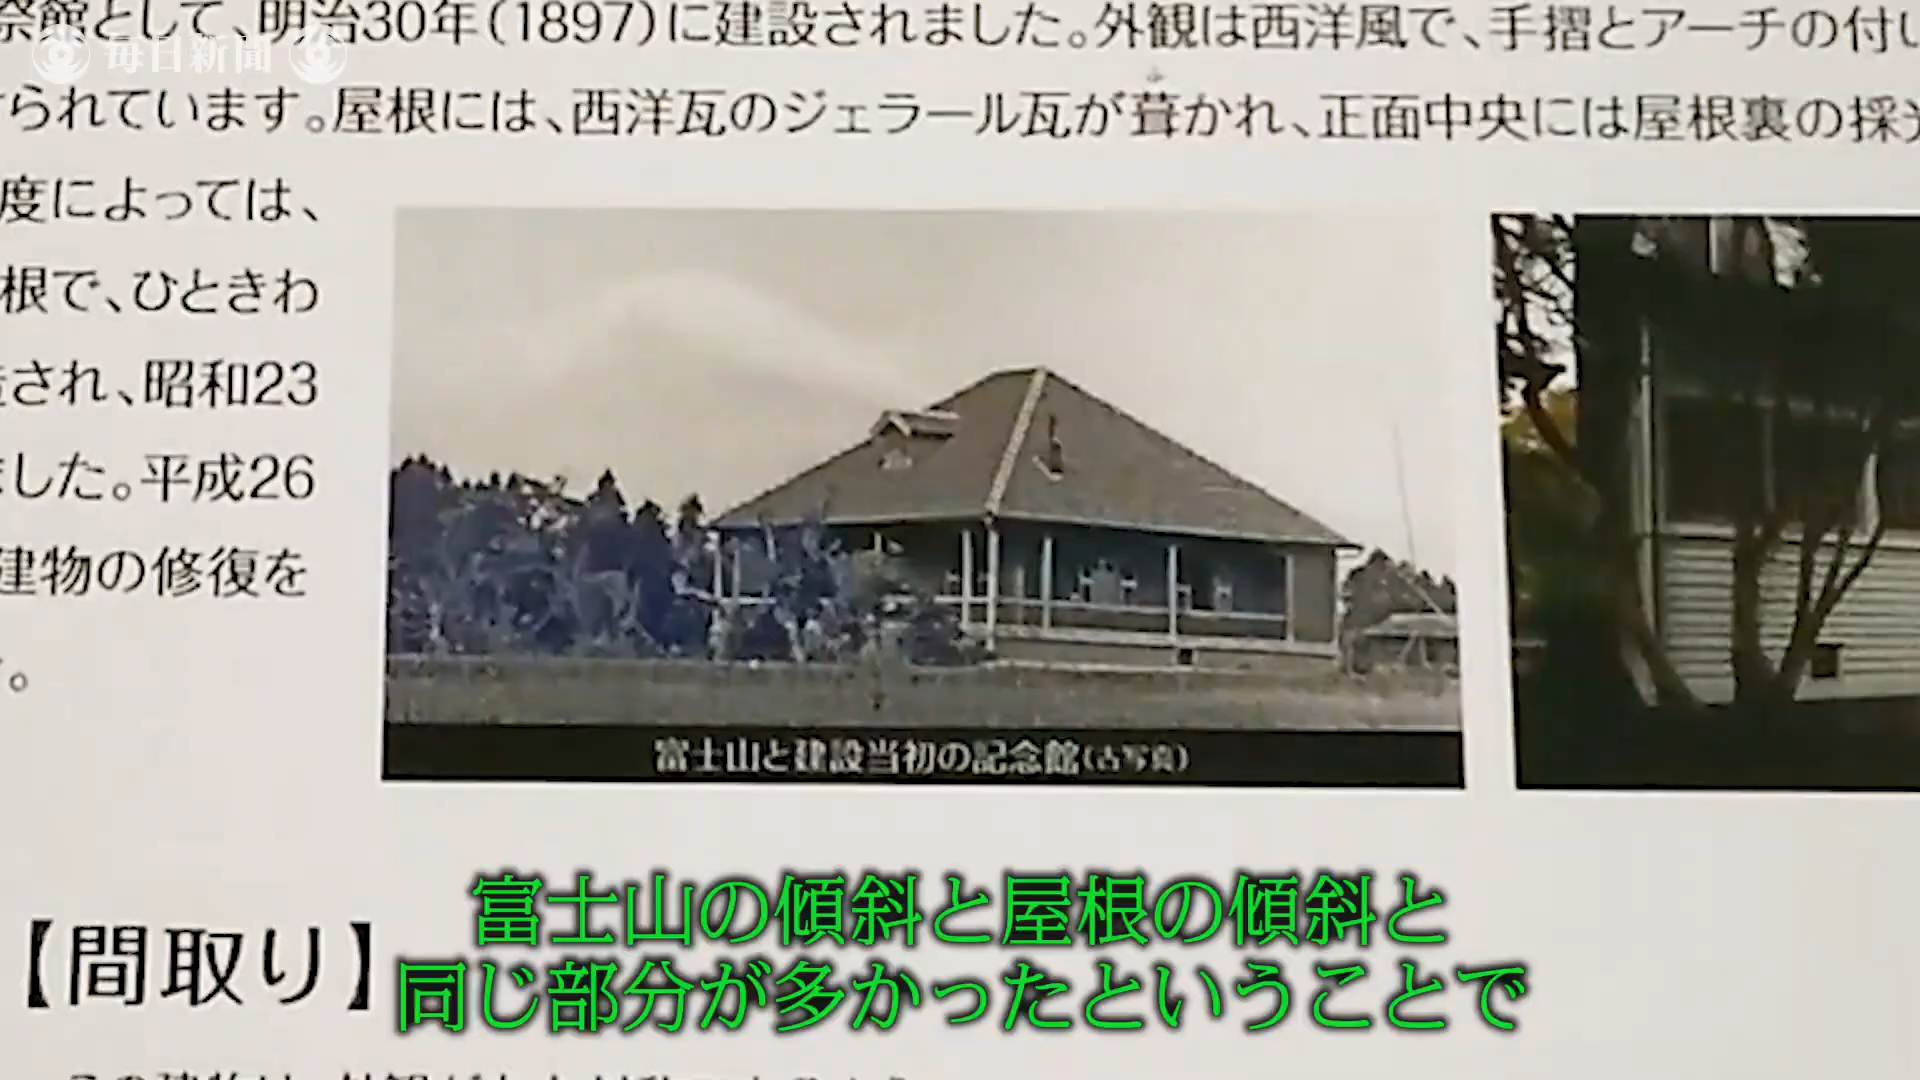 祭館として、明治30年(1897)に建設されました。外観は西洋風で、手摺とアーチの付い
毎日新聞
られています。屋根には、西洋瓦のジェラール瓦が葺かれ、正面中央には屋根裏の採光
ふ
度によっては、
根で、ひときわ
され、昭和23
ました。平成26
建物の修復を
。
富士山と建設当初の記念館(古写真)
富士山の傾斜と屋根の傾斜と
【間取り】
同じ部分が多かったということで